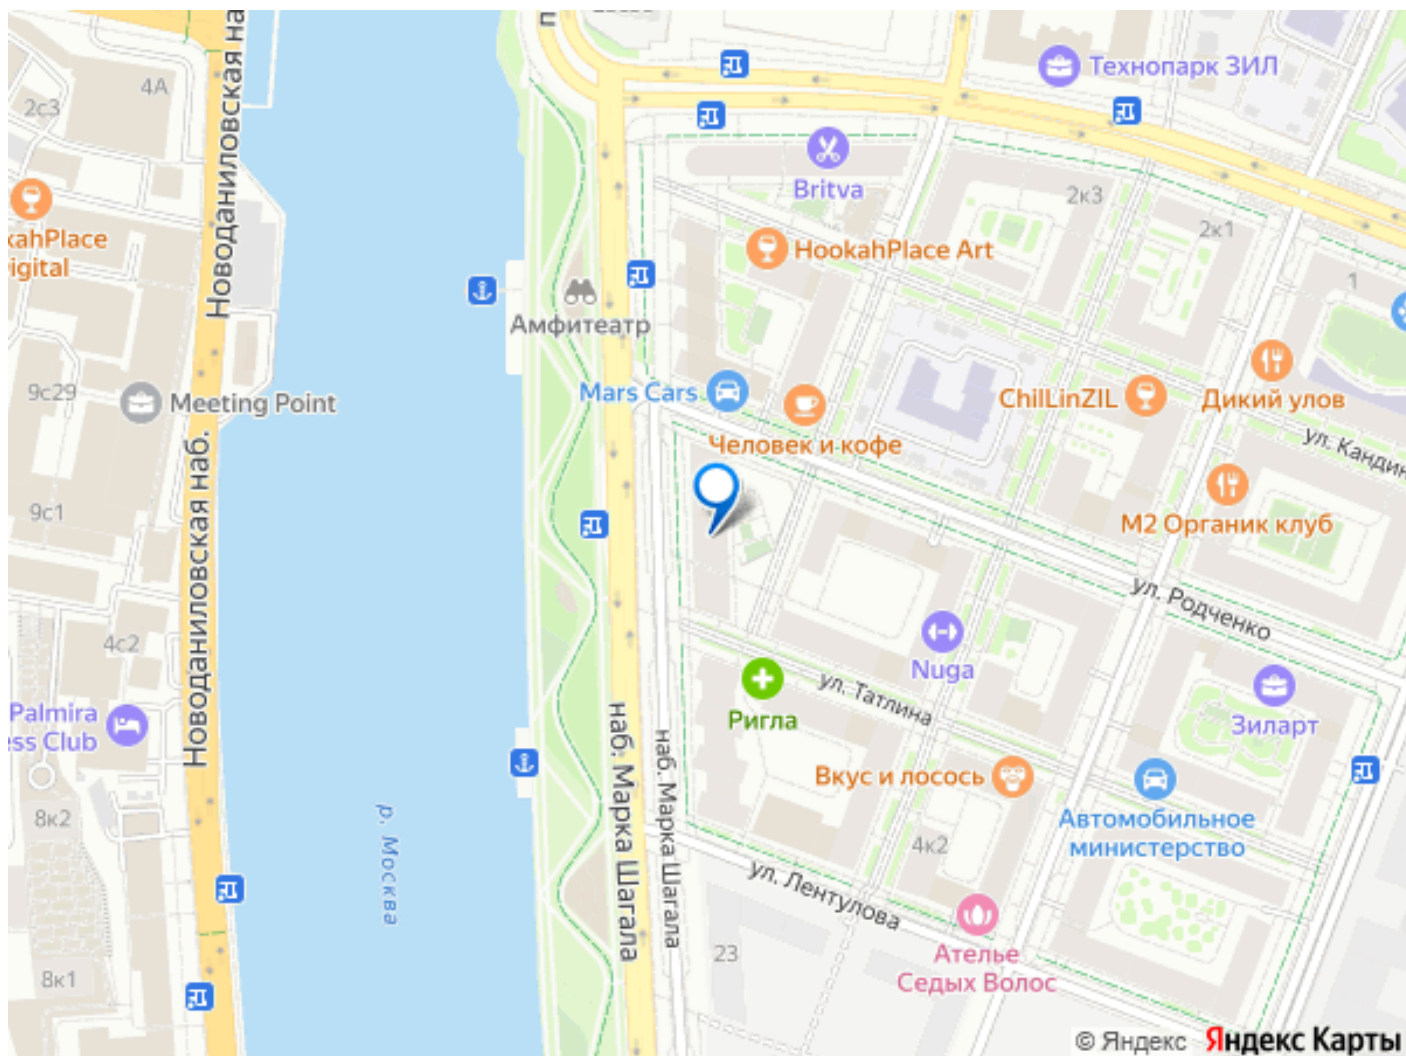 Технопарк ЗИЛ
4А
2с3
Новоданиловская на
Britva
2к3
2к1
kahPlace
igital
HookahPlace Art
1
Амфитеатр
9с29
Meeting Point
Mars Cars
ChilLinZIL
Дикий улов
Человек и кофе
ул. Кандин
Новоданиловская наб.
9с1
М2 Органик клуб
ул. Родченко
4с2
Nuga
ул. Татлина
Palmira
ss Club
Ригла
Зиларт
наб. Марка Шагала
наб. Марка Шагала
Вкус и лосось
р. Москва
8к2
Автомобильное
министерство
4к2
ул. Лентулова
23
Ателье
Седых Волос
8к1
© Яндекс Яндекс Карты